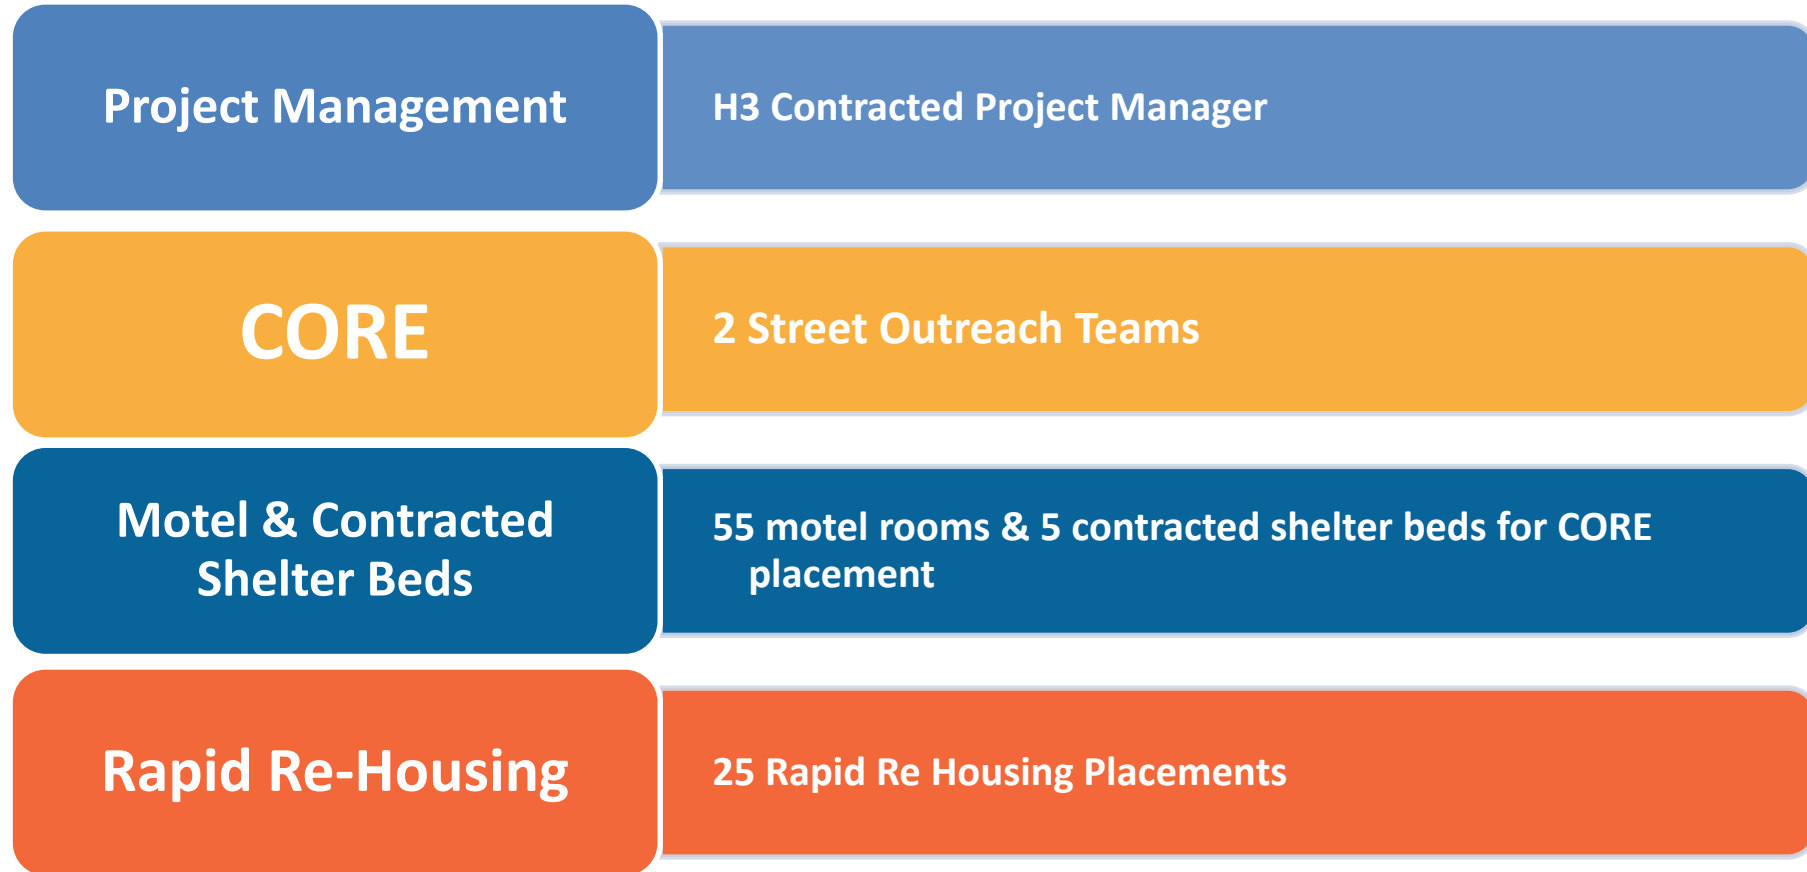 Project Management
H3 Contracted Project Manager
CORE
2 Street Outreach Teams
Motel & Contracted
Shelter Beds
55 motel rooms & 5 contracted shelter beds for CORE
placement
Rapid Re-Housing
25 Rapid Re Housing Placements